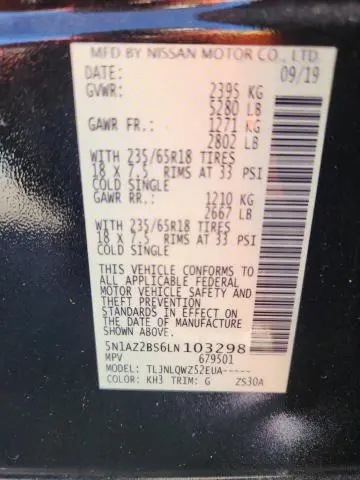 MFD BY NISSAN MOTOR CO., LTD.
DATE: 09/19
GVWR: 2395 KG
5280 LB
GAWR FR.: 1271 KG
2802 LB
WITH 235/65R18 TIRES
18 X 7.5 RIMS AT 33 PSI
COLD SINGLE
GAWR RR.: 1210 KG
2667 LB
WITH 235/65R18 TIRES
18 X 7.5 RIMS AT 33 PSI
COLD SINGLE
THIS VEHICLE CONFORMS TO
ALL APPLICABLE FEDERAL
MOTOR VEHICLE SAFETY
AND THEFT PREVENTION
STANDARDS IN EFFECT ON
THE DATE OF MANUFACTURE
SHOWN ABOVE.
5N1AZ2BS6LN103298
MPV 679501
MODEL: TLJNLQWZ52EUA-----
COLOR: KH3 TRIM: G ZS30A